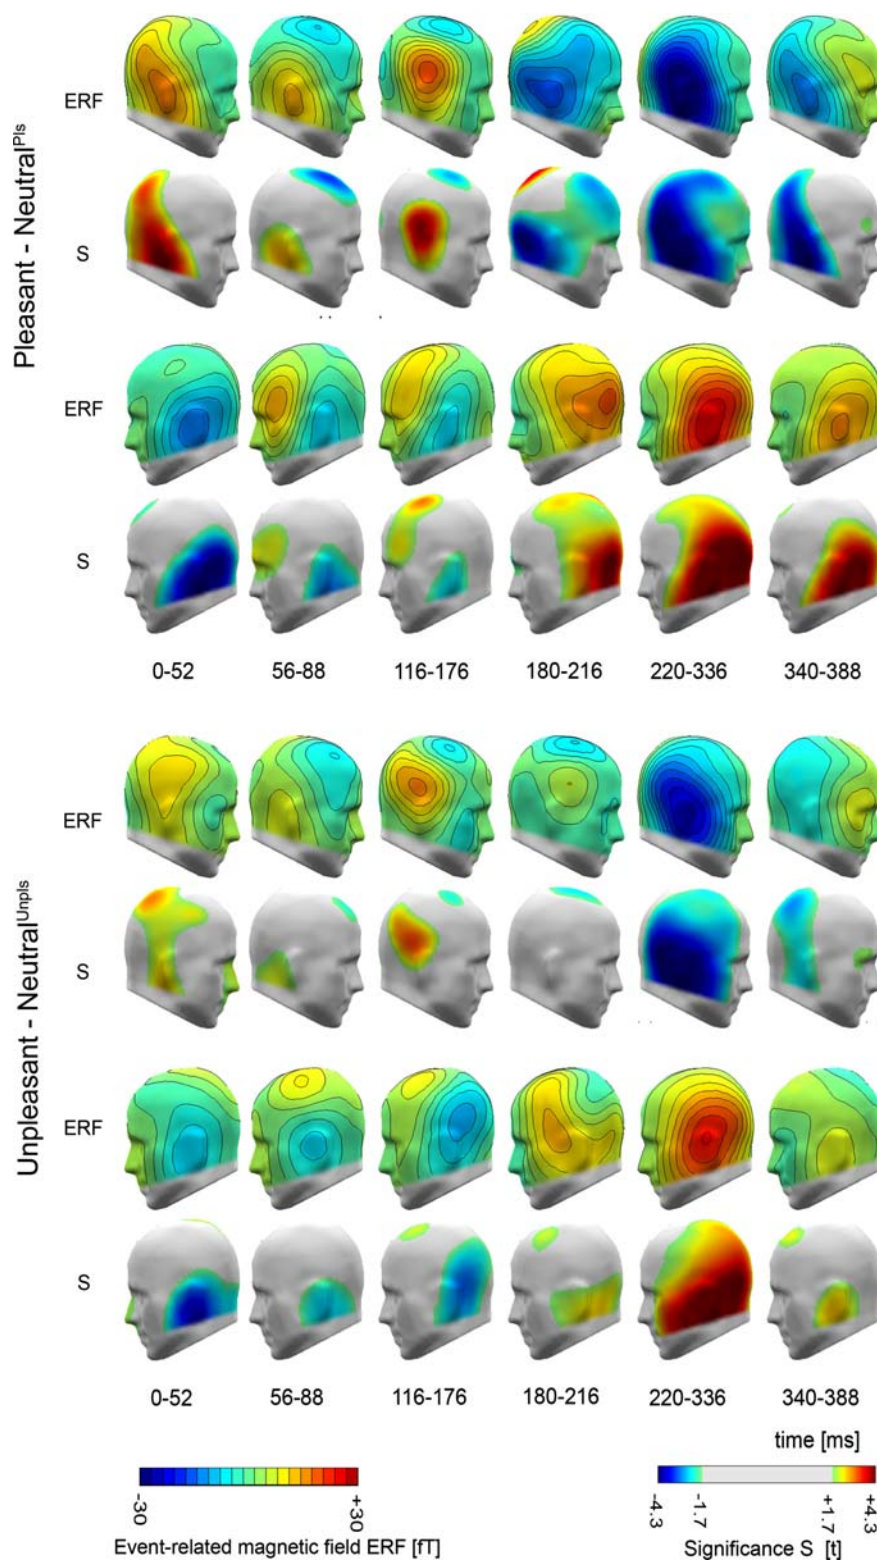 Pleasant - Neutral^Pls
ERF
S
ERF
S
0-52 56-88 116-176 180-216 220-336 340-388
Unpleasant - Neutral^Unpls
ERF
S
ERF
S
0-52 56-88 116-176 180-216 220-336 340-388
time [ms]
-30 +30
Event-related magnetic field ERF [fT]
-4.3 -1.7 +1.7 +4.3
Significance S [t]